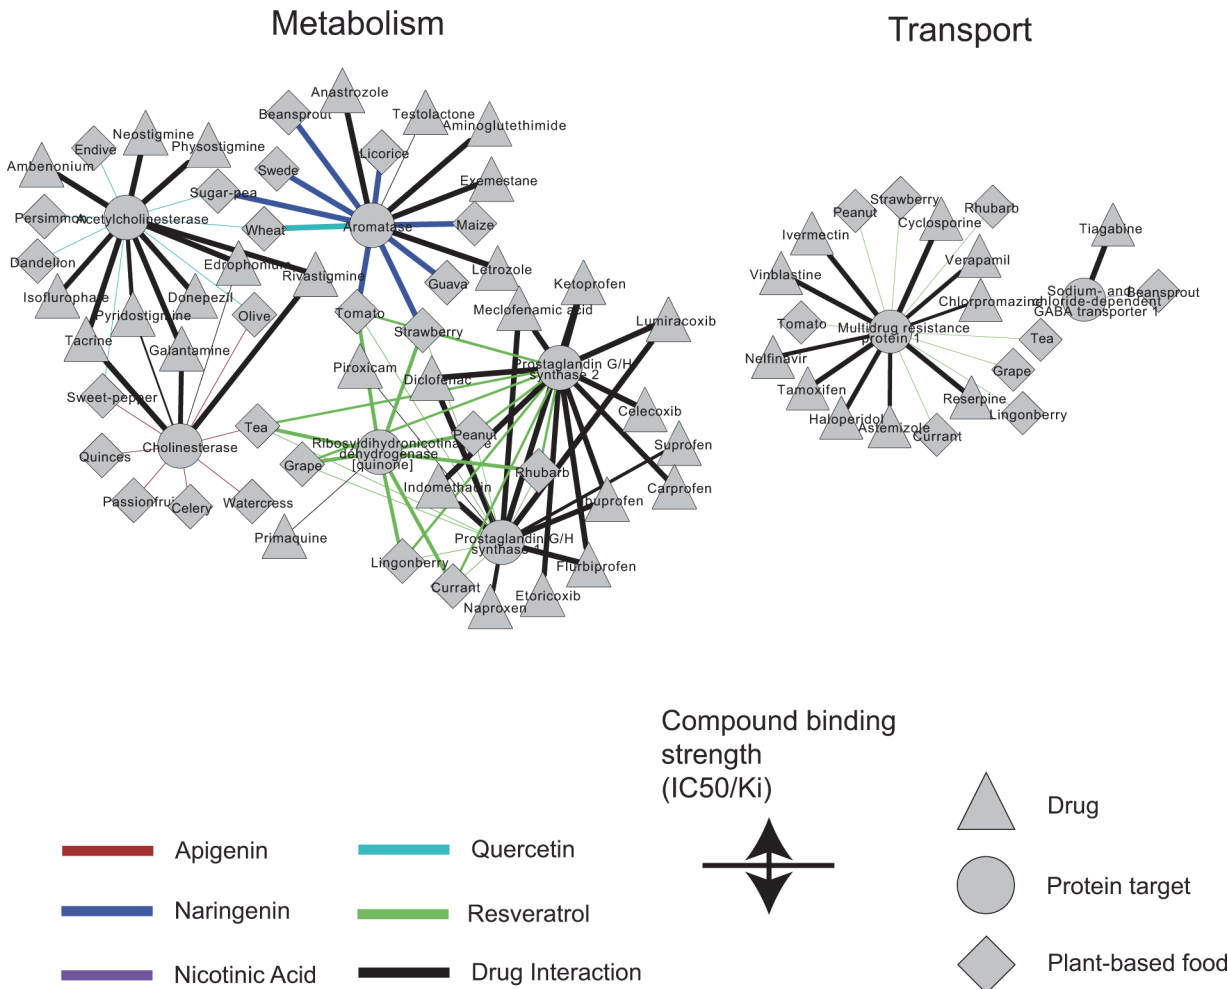 Metabolism
Transport
Anastrozole
Beansprout
Testolactone
Aminoglutethimide
Neostigmine
Endive
Physostigmine
Licorice
Ambenonium
Swede
Exemestane
Sugar-pea
Persimmon
Acetylcholinesterase
Wheat
Aromatase
Maize
Dandelion
Edrophonium
Rivastigmine
Letrozole
Guava
Ketoprofen
Isoflurophate
Donepezil
Pyridostigmine
Olive
Tomato
Meclofenamic acid
Lumiracoxib
Strawberry
Tacrine
Galantamine
Piroxicam
Diclofenac
Prostaglandin G/H
synthase 2
Sweet-pepper
Celecoxib
Tea
Peanut
Cholinesterase
Ribosyldihydronicotina
dehydrogenase
[quinone]
Suprofen
Quinces
Grape
Rhubarb
Indomethacin
Carprofen
Passionfrui
Celery
Watercress
Ibuprofen
Primaquine
Prostaglandin G/H
synthase 1
Lingonberry
Flurbiprofen
Currant
Etoricoxib
Naproxen
Strawberry
Peanut
Rhubarb
Cyclosporine
Ivermectin
Tiagabine
Verapamil
Vinblastine
Chlorpromazine
Sodium- and
chloride-dependent
GABA transporter 1
Beansprout
Tomato
Multidrug resistance
protein 1
Tea
Nelfinavir
Grape
Tamoxifen
Reserpine
Lingonberry
Haloperidol
Astemizole
Currant
Compound binding
strength
(IC50/Ki)
Apigenin
Quercetin
Naringenin
Resveratrol
Nicotinic Acid
Drug Interaction
Drug
Protein target
Plant-based food